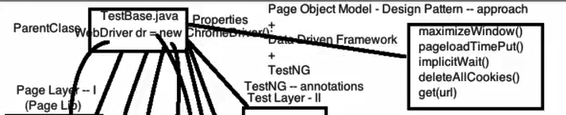 ParentClass
TestBase.java
WebDriver dr = new ChromeDriver();
Properties
Page Object Model - Design Pattern -- approach
+
Data Driven Framework
+
TestNG
TestNG -- annotations
Test Layer - II
Page Layer -- I
(Page Lib)
maximizeWindow()
pageloadTimePut()
implicitWait()
deleteAllCookies()
get(url)